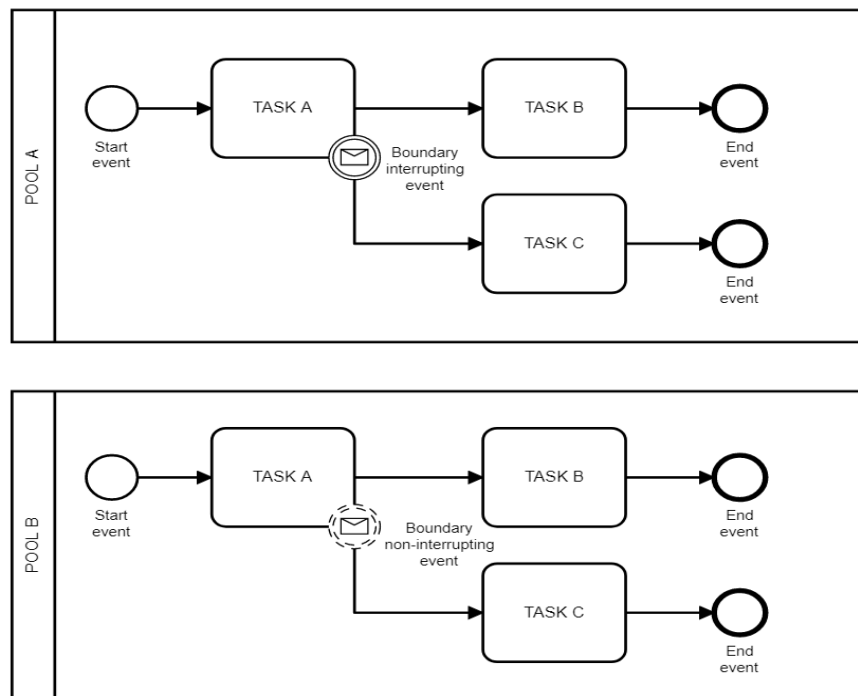 POOL A
TASK A
TASK B
Start
event
Boundary
interrupting
event
End
event
TASK C
End
event
POOL B
TASK A
TASK B
Start
event
Boundary
non-interrupting
event
End
event
TASK C
End
event